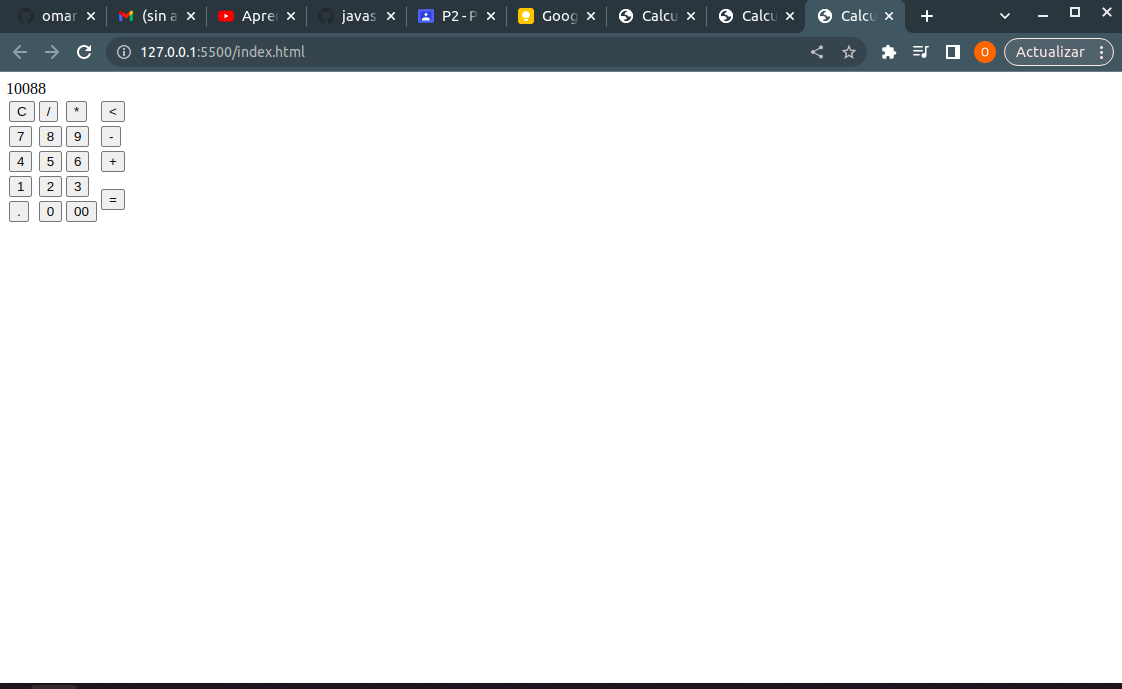 omar (sin a Apre javas P2 - P Goog Calcu Calcu Calcu
127.0.0.1:5500/index.html O Actualizar
10088
C / * <
7 8 9 -
4 5 6 +
1 2 3
=
. 0 00